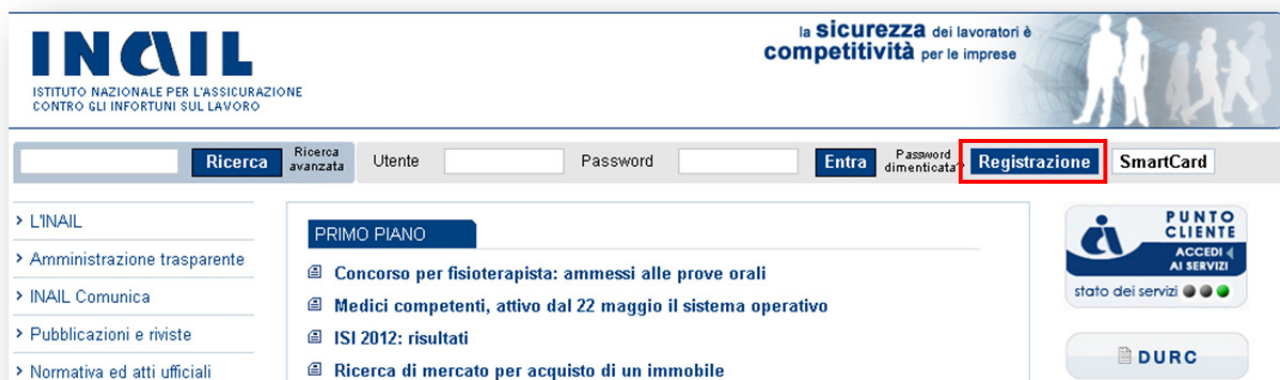 INAIL
ISTITUTO NAZIONALE PER L'ASSICURAZIONE
CONTRO GLI INFORTUNI SUL LAVORO
la sicurezza dei lavoratori è
competitività per le imprese
Ricerca
Ricerca
avanzata
Utente
Password
Entra
Password
dimenticata?
Registrazione
SmartCard
> L'INAIL
> Amministrazione trasparente
> INAIL Comunica
> Pubblicazioni e riviste
> Normativa ed atti ufficiali
PRIMO PIANO
Concorso per fisioterapista: ammessi alle prove orali
Medici competenti, attivo dal 22 maggio il sistema operativo
ISI 2012: risultati
Ricerca di mercato per acquisto di un immobile
PUNTO
CLIENTE
ACCEDI
AI SERVIZI
stato dei servizi
DURC